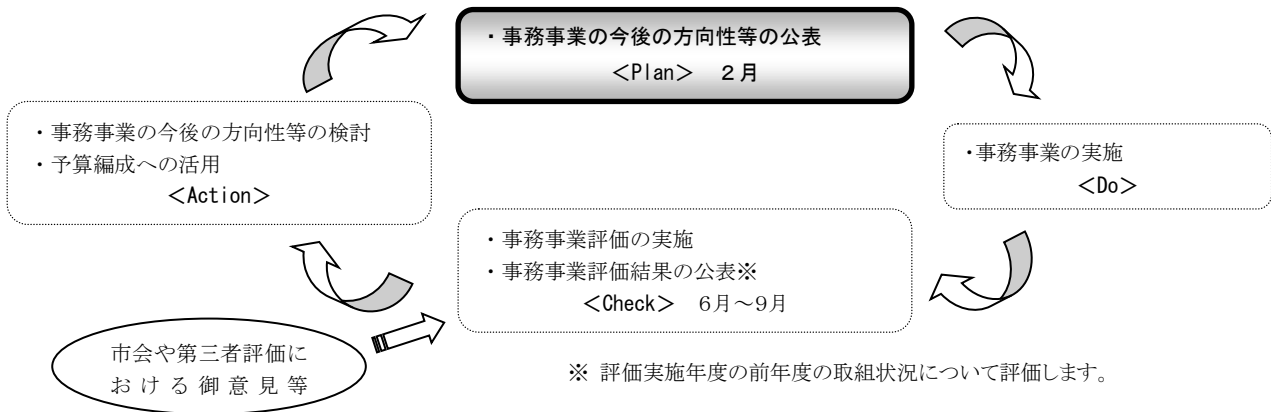 ・事務事業の今後の方向性等の公表
＜Plan＞ 2月
・事務事業の今後の方向性等の検討
・予算編成への活用
＜Action＞
・事務事業の実施
＜Do＞
・事務事業評価の実施
・事務事業評価結果の公表※
＜Check＞ 6月～9月
市会や第三者評価に
おける御意見等
※ 評価実施年度の前年度の取組状況について評価します。